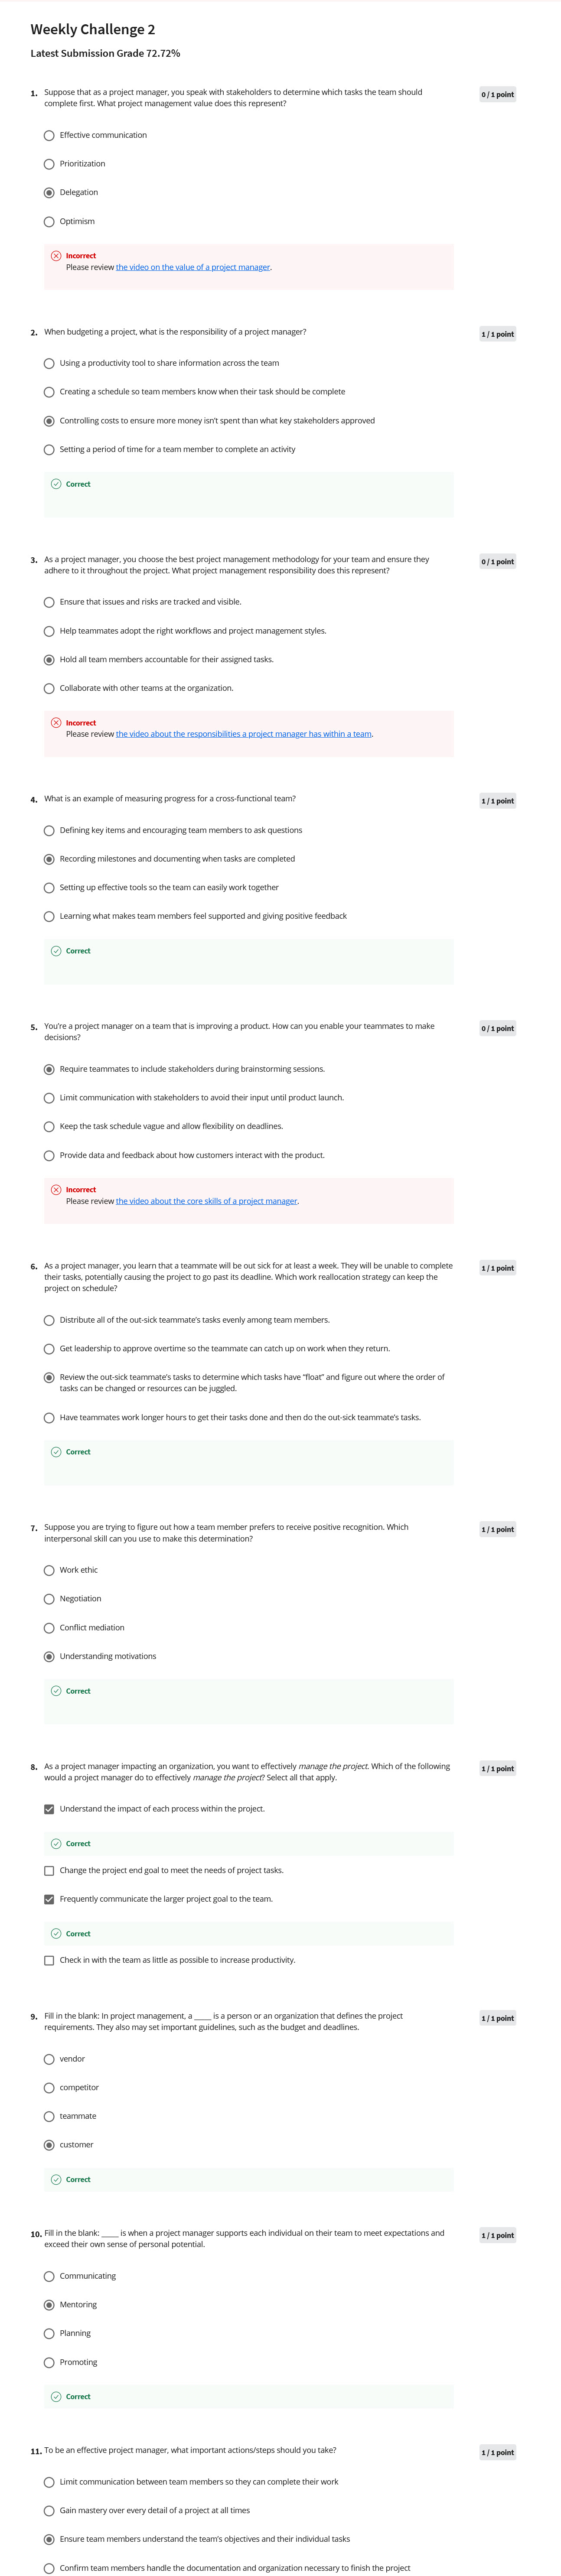 Weekly Challenge 2
Latest Submission Grade 72.72%
1. Suppose that as a project manager, you speak with stakeholders to determine which tasks the team should
complete first. What project management value does this represent?
0 / 1 point
Effective communication
Prioritization
Delegation
Optimism
Incorrect
Please review the video on the value of a project manager.
2. When budgeting a project, what is the responsibility of a project manager?
1 / 1 point
Using a productivity tool to share information across the team
Creating a schedule so team members know when their task should be complete
Controlling costs to ensure more money isn't spent than what key stakeholders approved
Setting a period of time for a team member to complete an activity
Correct
3. As a project manager, you choose the best project management methodology for your team and ensure they
adhere to it throughout the project. What project management responsibility does this represent?
0 / 1 point
Ensure that issues and risks are tracked and visible.
Help teammates adopt the right workflows and project management styles.
Hold all team members accountable for their assigned tasks.
Collaborate with other teams at the organization.
Incorrect
Please review the video about the responsibilities a project manager has within a team.
4. What is an example of measuring progress for a cross-functional team?
1 / 1 point
Defining key items and encouraging team members to ask questions
Recording milestones and documenting when tasks are completed
Setting up effective tools so the team can easily work together
Learning what makes team members feel supported and giving positive feedback
Correct
5. You're a project manager on a team that is improving a product. How can you enable your teammates to make
decisions?
0 / 1 point
Require teammates to include stakeholders during brainstorming sessions.
Limit communication with stakeholders to avoid their input until product launch.
Keep the task schedule vague and allow flexibility on deadlines.
Provide data and feedback about how customers interact with the product.
Incorrect
Please review the video about the core skills of a project manager.
6. As a project manager, you learn that a teammate will be out sick for at least a week. They will be unable to complete
their tasks, potentially causing the project to go past its deadline. Which work reallocation strategy can keep the
project on schedule?
1 / 1 point
Distribute all of the out-sick teammate's tasks evenly among team members.
Get leadership to approve overtime so the teammate can catch up on work when they return.
Review the out-sick teammate's tasks to determine which tasks have "float" and figure out where the order of
tasks can be changed or resources can be juggled.
Have teammates work longer hours to get their tasks done and then do the out-sick teammate's tasks.
Correct
7. Suppose you are trying to figure out how a team member prefers to receive positive recognition. Which
interpersonal skill can you use to make this determination?
1 / 1 point
Work ethic
Negotiation
Conflict mediation
Understanding motivations
Correct
8. As a project manager impacting an organization, you want to effectively manage the project. Which of the following
would a project manager do to effectively manage the project? Select all that apply.
1 / 1 point
Understand the impact of each process within the project.
Correct
Change the project end goal to meet the needs of project tasks.
Frequently communicate the larger project goal to the team.
Correct
Check in with the team as little as possible to increase productivity.
9. Fill in the blank: In project management, a _____ is a person or an organization that defines the project
requirements. They also may set important guidelines, such as the budget and deadlines.
1 / 1 point
vendor
competitor
teammate
customer
Correct
10. Fill in the blank: _____ is when a project manager supports each individual on their team to meet expectations and
exceed their own sense of personal potential.
1 / 1 point
Communicating
Mentoring
Planning
Promoting
Correct
11. To be an effective project manager, what important actions/steps should you take?
1 / 1 point
Limit communication between team members so they can complete their work
Gain mastery over every detail of a project at all times
Ensure team members understand the team's objectives and their individual tasks
Confirm team members handle the documentation and organization necessary to finish the project